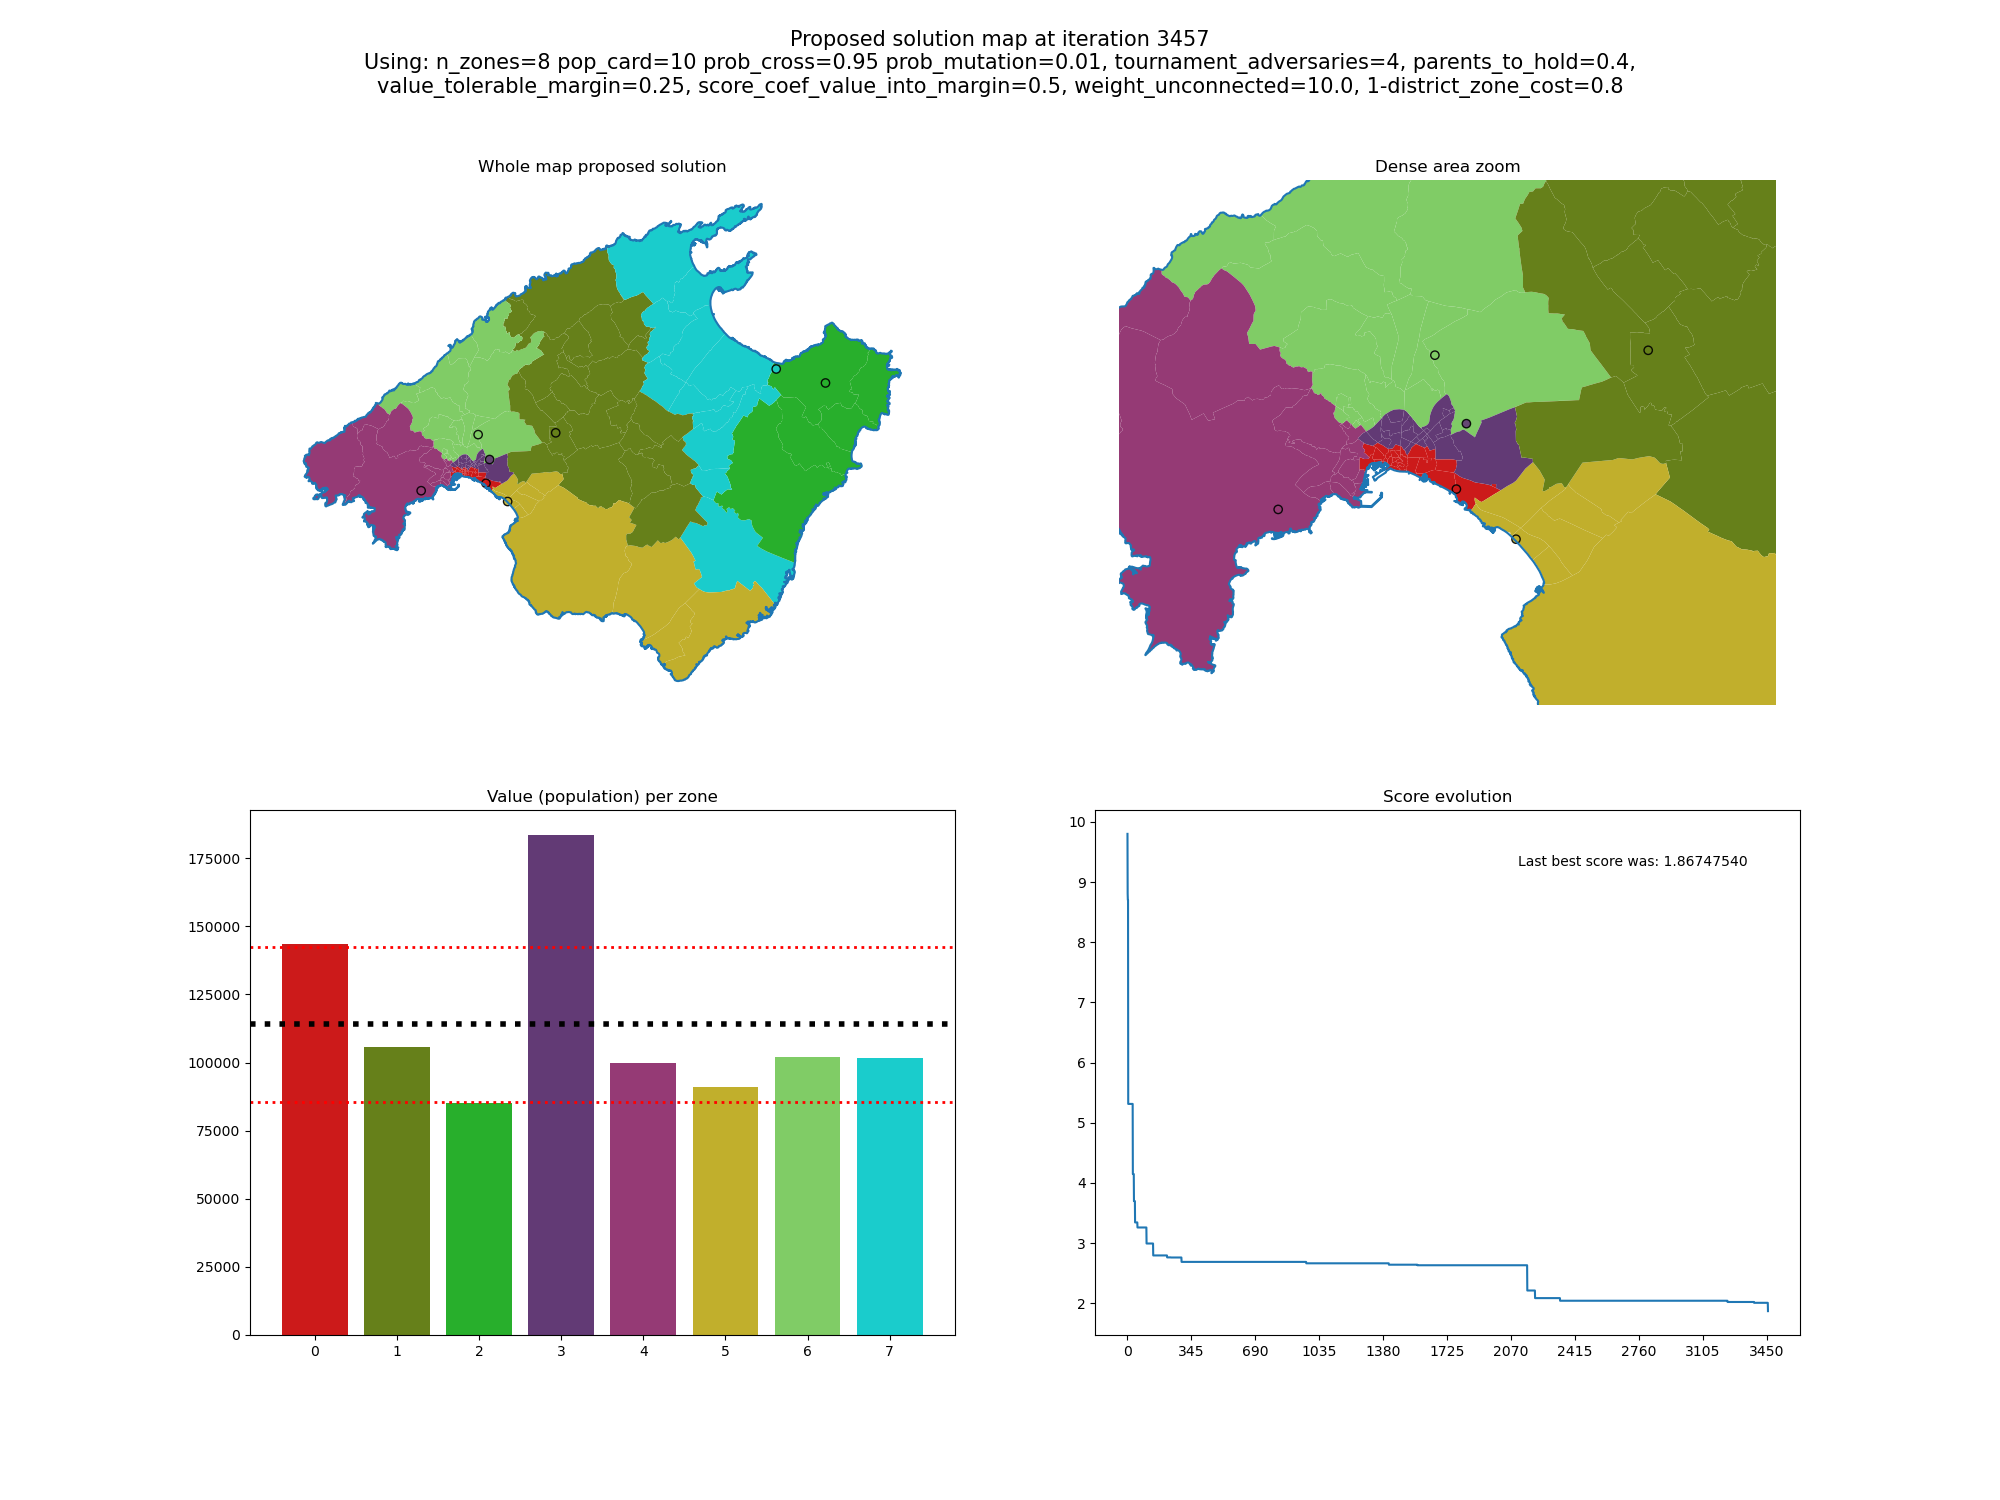 Proposed solution map at iteration 3457
Using: n_zones=8 pop_card=10 prob_cross=0.95 prob_mutation=0.01, tournament_adversaries=4, parents_to_hold=0.4,
value_tolerable_margin=0.25, score_coef_value_into_margin=0.5, weight_unconnected=10.0, 1-district_zone_cost=0.8
Whole map proposed solution
Dense area zoom
Value (population) per zone
175000
150000
125000
100000
75000
50000
25000
0
0 1 2 3 4 5 6 7
Score evolution
Last best score was: 1.86747540
10
9
8
7
6
5
4
3
2
0 345 690 1035 1380 1725 2070 2415 2760 3105 3450